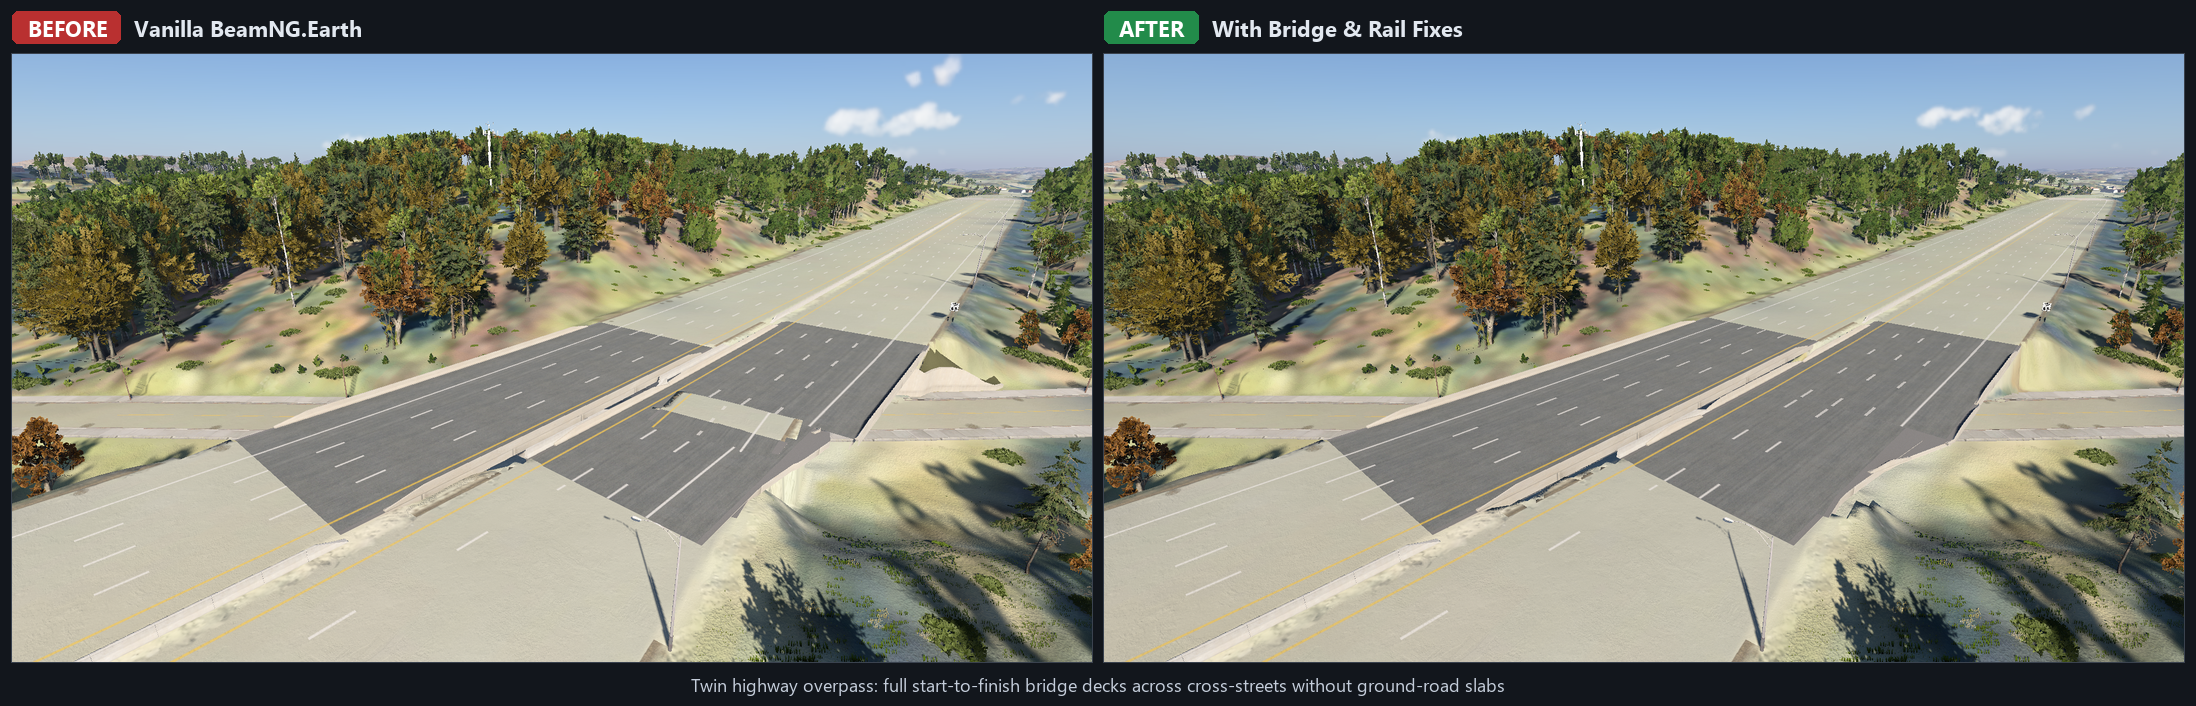 BEFORE Vanilla BeamNG.Earth
AFTER With Bridge & Rail Fixes
Twin highway overpass: full start-to-finish bridge decks across cross-streets without ground-road slabs